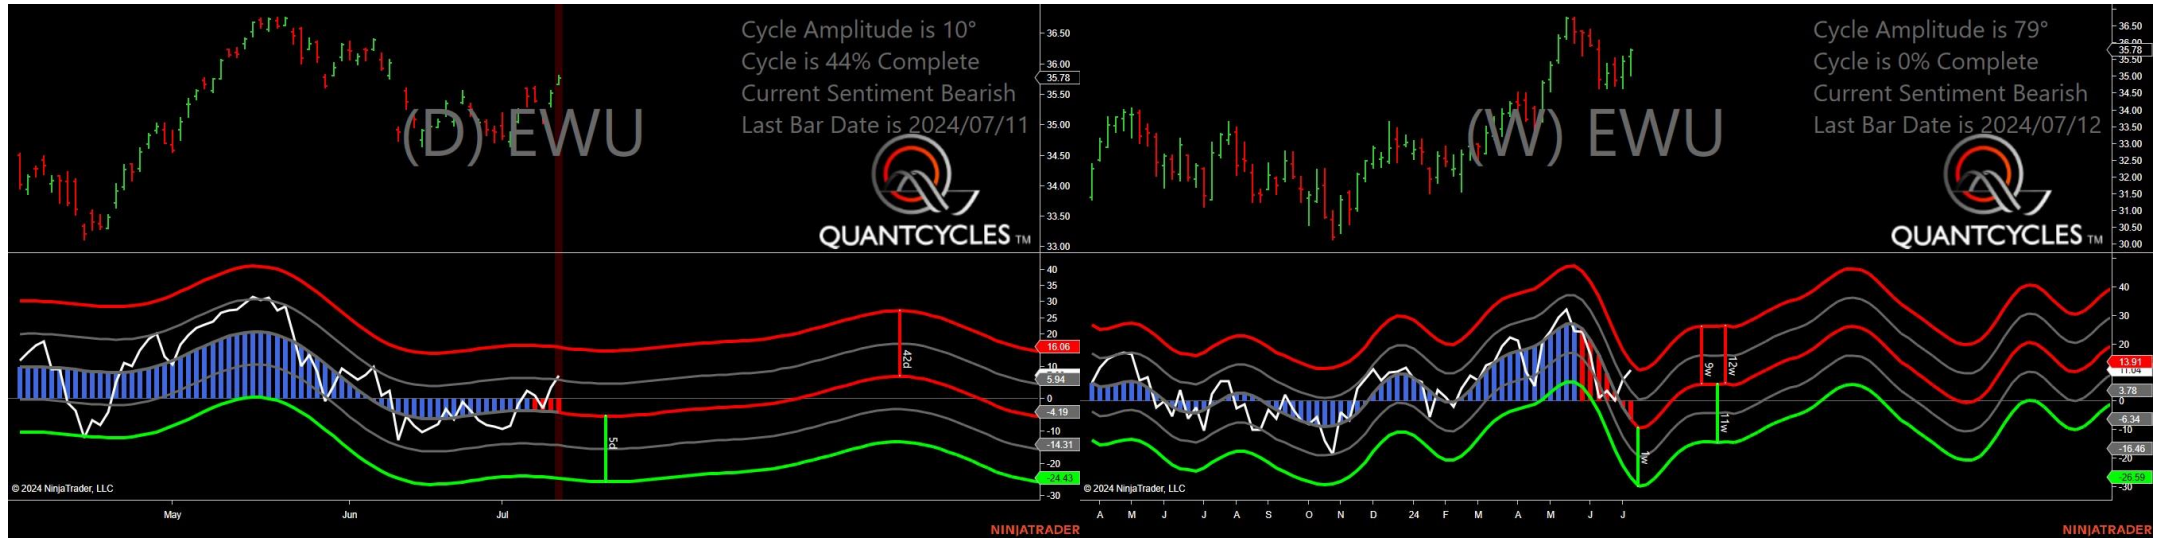 Cycle Amplitude is 10°
Cycle is 44% Complete
Current Sentiment Bearish
Last Bar Date is 2024/07/11
(D) EWU
QUANTCYCLES TM
36.50
36.00
35.78
35.50
35.00
34.50
34.00
33.50
33.00
40
35
30
25
20
16.06
10
5.94
0
-4.19
-10
-14.31
-20
-24.43
-30
42d
5d
© 2024 NinjaTrader, LLC
May
Jun
Jul
NINJATRADER
Cycle Amplitude is 79°
Cycle is 0% Complete
Current Sentiment Bearish
Last Bar Date is 2024/07/12
(W) EWU
QUANTCYCLES TM
36.50
36.00
35.78
35.50
35.00
34.50
34.00
33.50
33.00
32.50
32.00
31.50
31.00
30.50
30.00
40
30
20
13.91
11.04
3.78
0
-6.34
-10
-16.46
-20
-26.59
-30
9w
12w
11w
1w
© 2024 NinjaTrader, LLC
A M J J A S O N D 24 F M A M J J
NINJATRADER